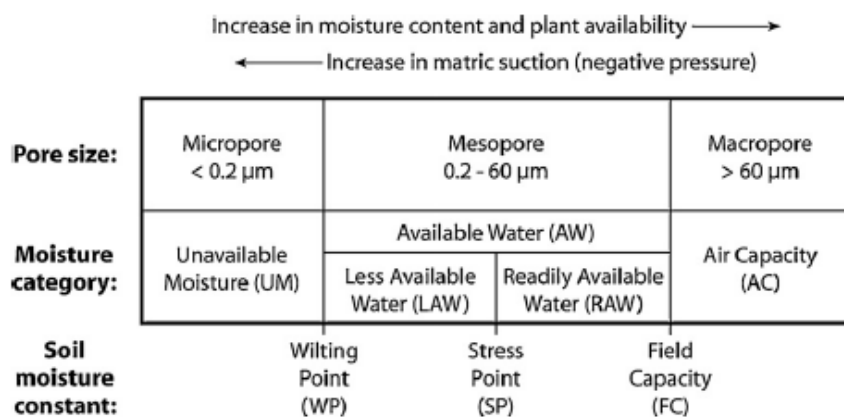 Increase in moisture content and plant availability
Increase in matric suction (negative pressure)
Pore size:
Micropore
< 0.2 µm
Mesopore
0.2 - 60 µm
Macropore
> 60 µm
Moisture
category:
Unavailable
Moisture (UM)
Available Water (AW)
Less Available
Water (LAW)
Readily Available
Water (RAW)
Air Capacity
(AC)
Soil
moisture
constant:
Wilting
Point
(WP)
Stress
Point
(SP)
Field
Capacity
(FC)